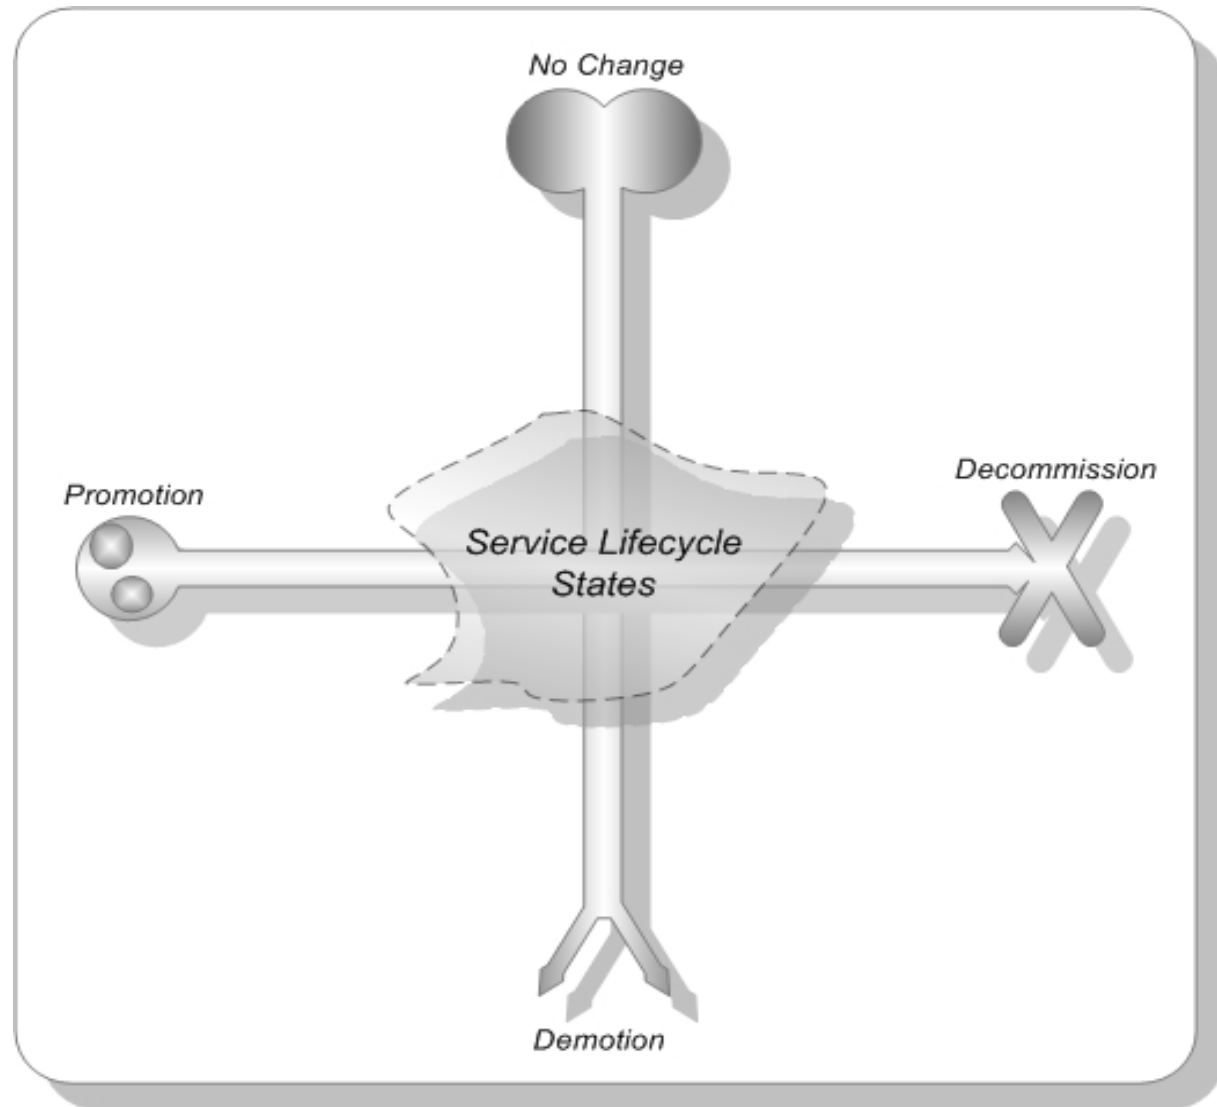 No Change
Promotion
Decommission
Service Lifecycle
States
Demotion